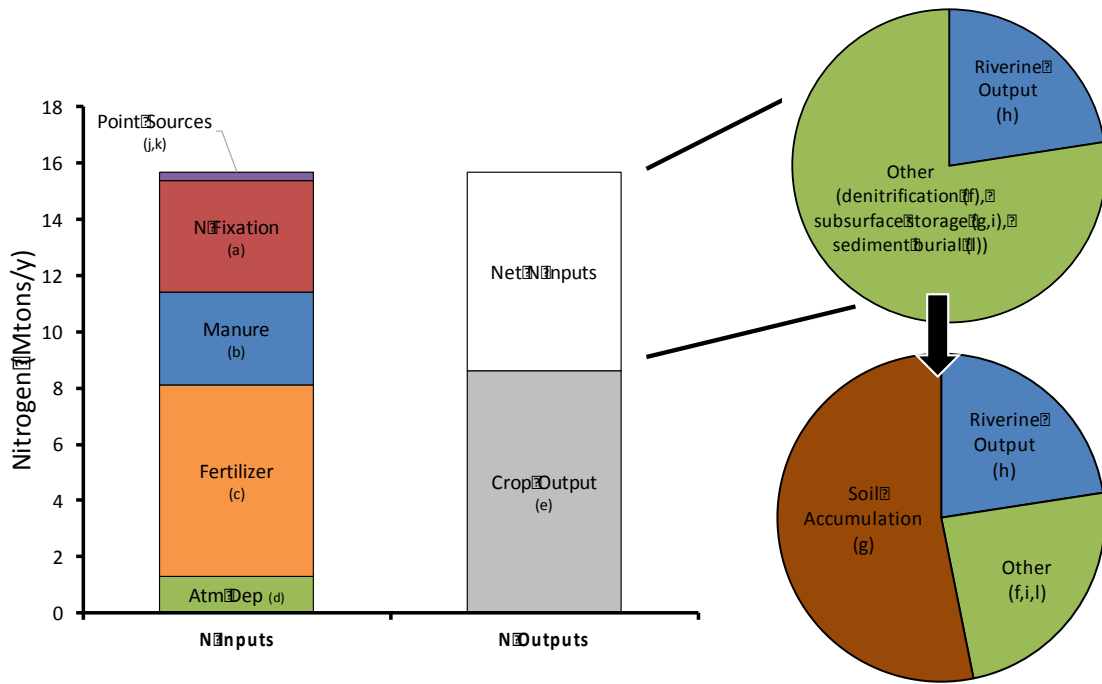 18
16
14
12
10
8
6
4
2
0
Nitrogen⍰(Mtons/y)
Point⍰Sources
(j,k)
N⍰Fixation
(a)
Manure
(b)
Fertilizer
(c)
Atm⍰Dep (d)
N⍰Inputs
Net⍰N⍰Inputs
Crop⍰Output
(e)
N⍰Outputs
Riverine⍰
Output
(h)
Other
(denitrification⍰(f),⍰
subsurface⍰storage⍰(g,i),⍰
sediment⍰burial⍰(l))
Riverine⍰
Output
(h)
Soil⍰
Accumulation
(g)
Other
(f,i,l)